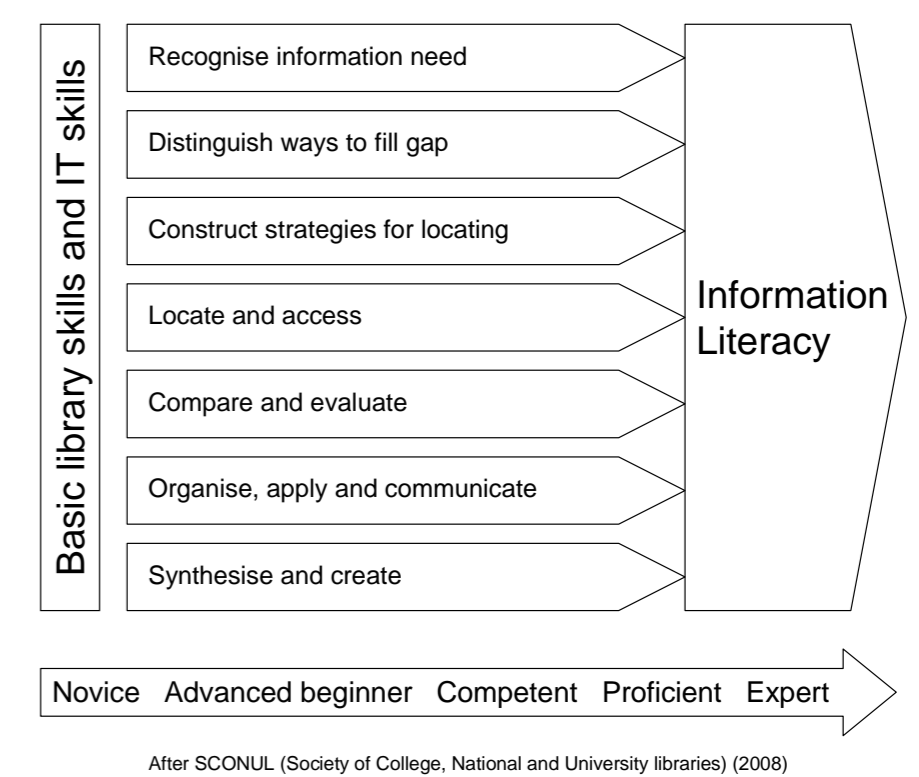 Basic library skills and IT skills
Recognise information need
Distinguish ways to fill gap
Construct strategies for locating
Locate and access
Compare and evaluate
Organise, apply and communicate
Synthesise and create
Information
Literacy
Novice Advanced beginner Competent Proficient Expert
After SCONUL (Society of College, National and University libraries) (2008)